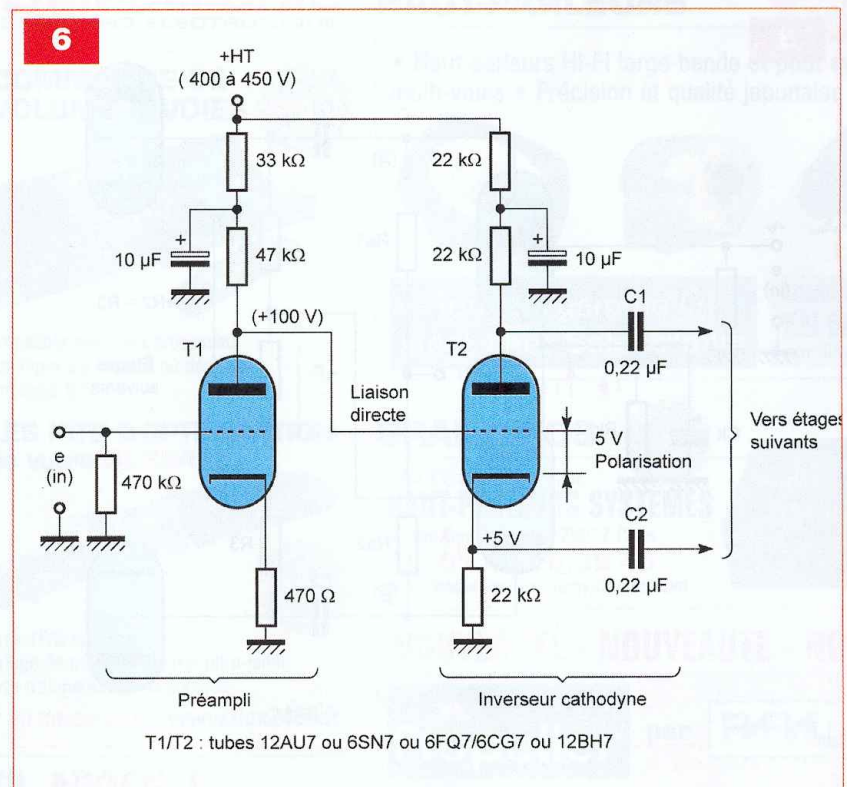 6
+HT
( 400 à 450 V)
33 kΩ
22 kΩ
+
10 µF
47 kΩ
22 kΩ
+
10 µF
(+100 V)
C1
T1
T2
0,22 µF
Liaison
directe
5 V
Polarisation
Vers étages
suivants
e
(in)
470 kΩ
+5 V
C2
0,22 µF
470 Ω
22 kΩ
Préampli
Inverseur cathodyne
T1/T2 : tubes 12AU7 ou 6SN7 ou 6FQ7/6CG7 ou 12BH7